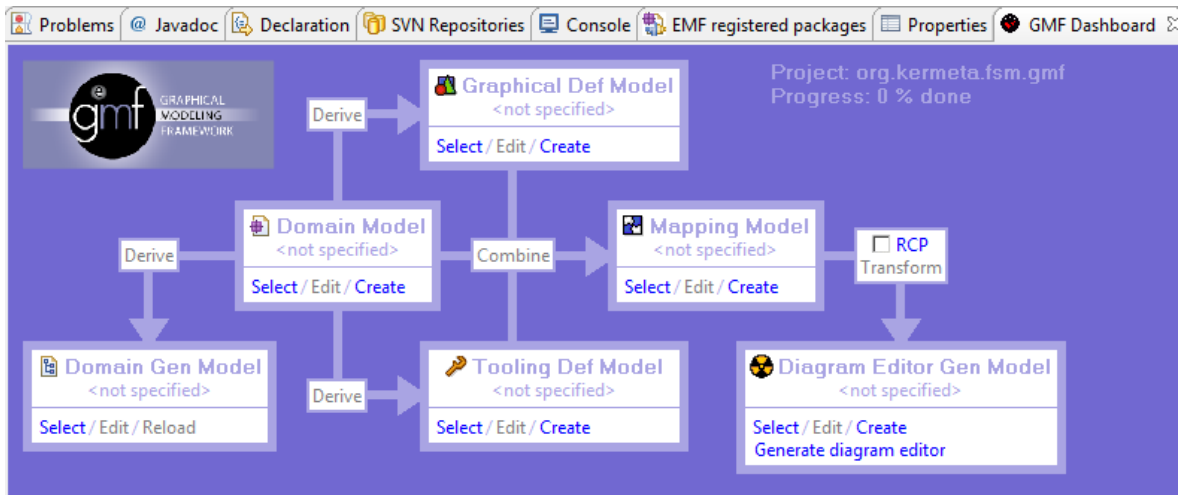 Problems @ Javadoc Declaration SVN Repositories Console EMF registered packages Properties GMF Dashboard
Project: org.kermeta.fsm.gmf
Progress: 0 % done
e
gmf
GRAPHICAL
MODELING
FRAMEWORK
Derive
Graphical Def Model
<not specified>
Select / Edit / Create
Derive
Domain Model
<not specified>
Select / Edit / Create
Combine
Mapping Model
<not specified>
Select / Edit / Create
RCP
Transform
Domain Gen Model
<not specified>
Select / Edit / Reload
Derive
Tooling Def Model
<not specified>
Select / Edit / Create
Diagram Editor Gen Model
<not specified>
Select / Edit / Create
Generate diagram editor